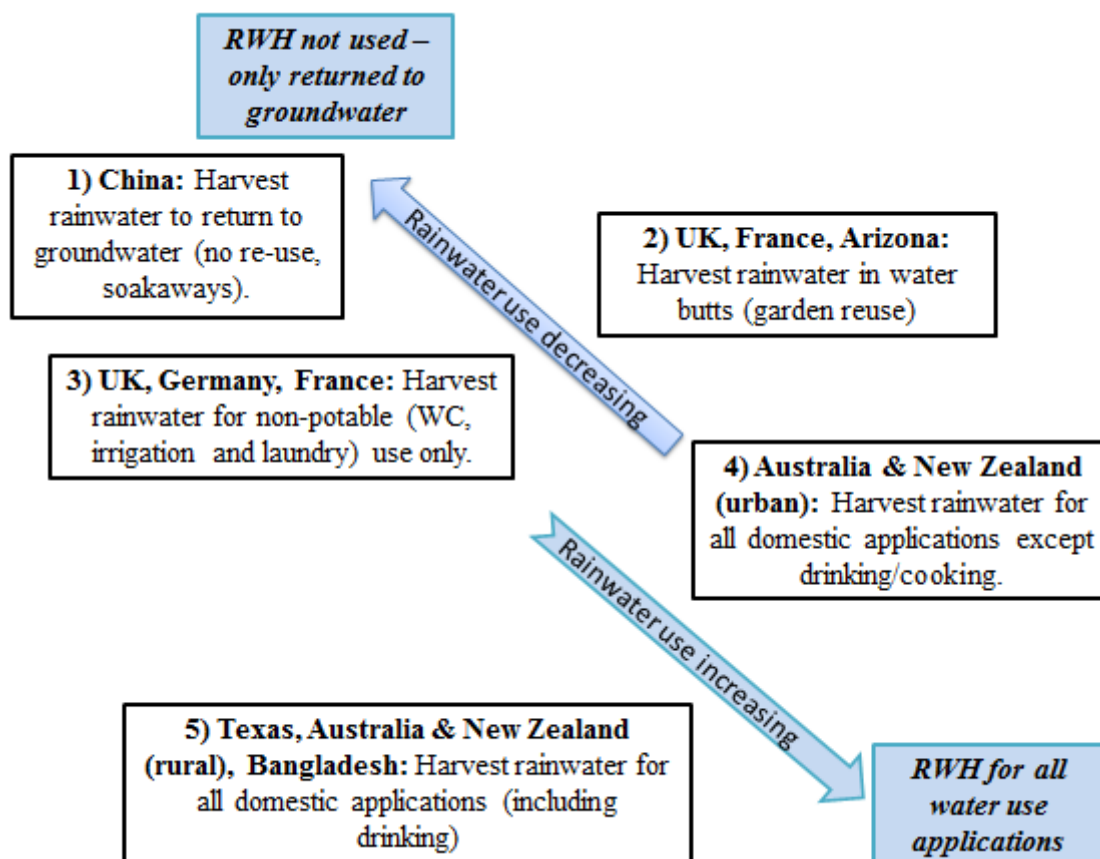 RWH not used –
only returned to
groundwater
1) China: Harvest
rainwater to return to
groundwater (no re-use,
soakaways).
Rainwater use decreasing
2) UK, France, Arizona:
Harvest rainwater in water
butts (garden reuse)
3) UK, Germany, France: Harvest
rainwater for non-potable (WC,
irrigation and laundry) use only.
4) Australia & New Zealand
(urban): Harvest rainwater for
all domestic applications except
drinking/cooking.
Rainwater use increasing
5) Texas, Australia & New Zealand
(rural), Bangladesh: Harvest rainwater for
all domestic applications (including
drinking)
RWH for all
water use
applications